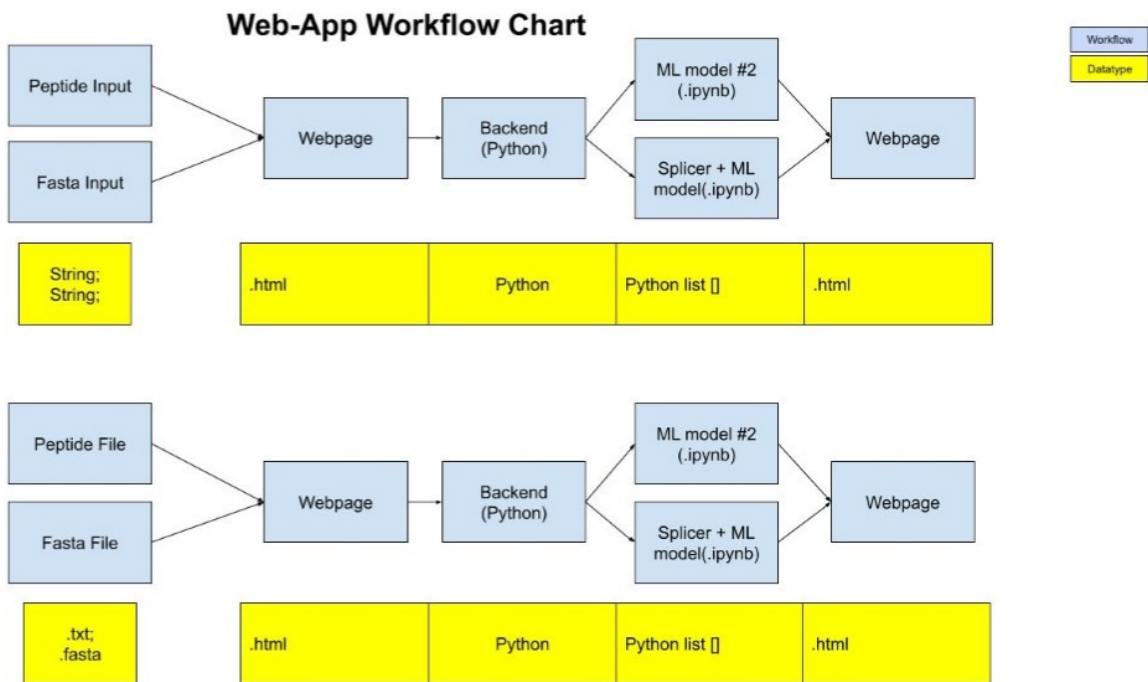 Web-App Workflow Chart
Workflow
Datatype
Peptide Input
Fasta Input
Webpage
Backend
(Python)
ML model #2
(.ipynb)
Splicer + ML
model(.ipynb)
Webpage
String;
String;
.html
Python
Python list []
.html
Peptide File
Fasta File
Webpage
Backend
(Python)
ML model #2
(.ipynb)
Splicer + ML
model(.ipynb)
Webpage
.txt;
.fasta
.html
Python
Python list []
.html